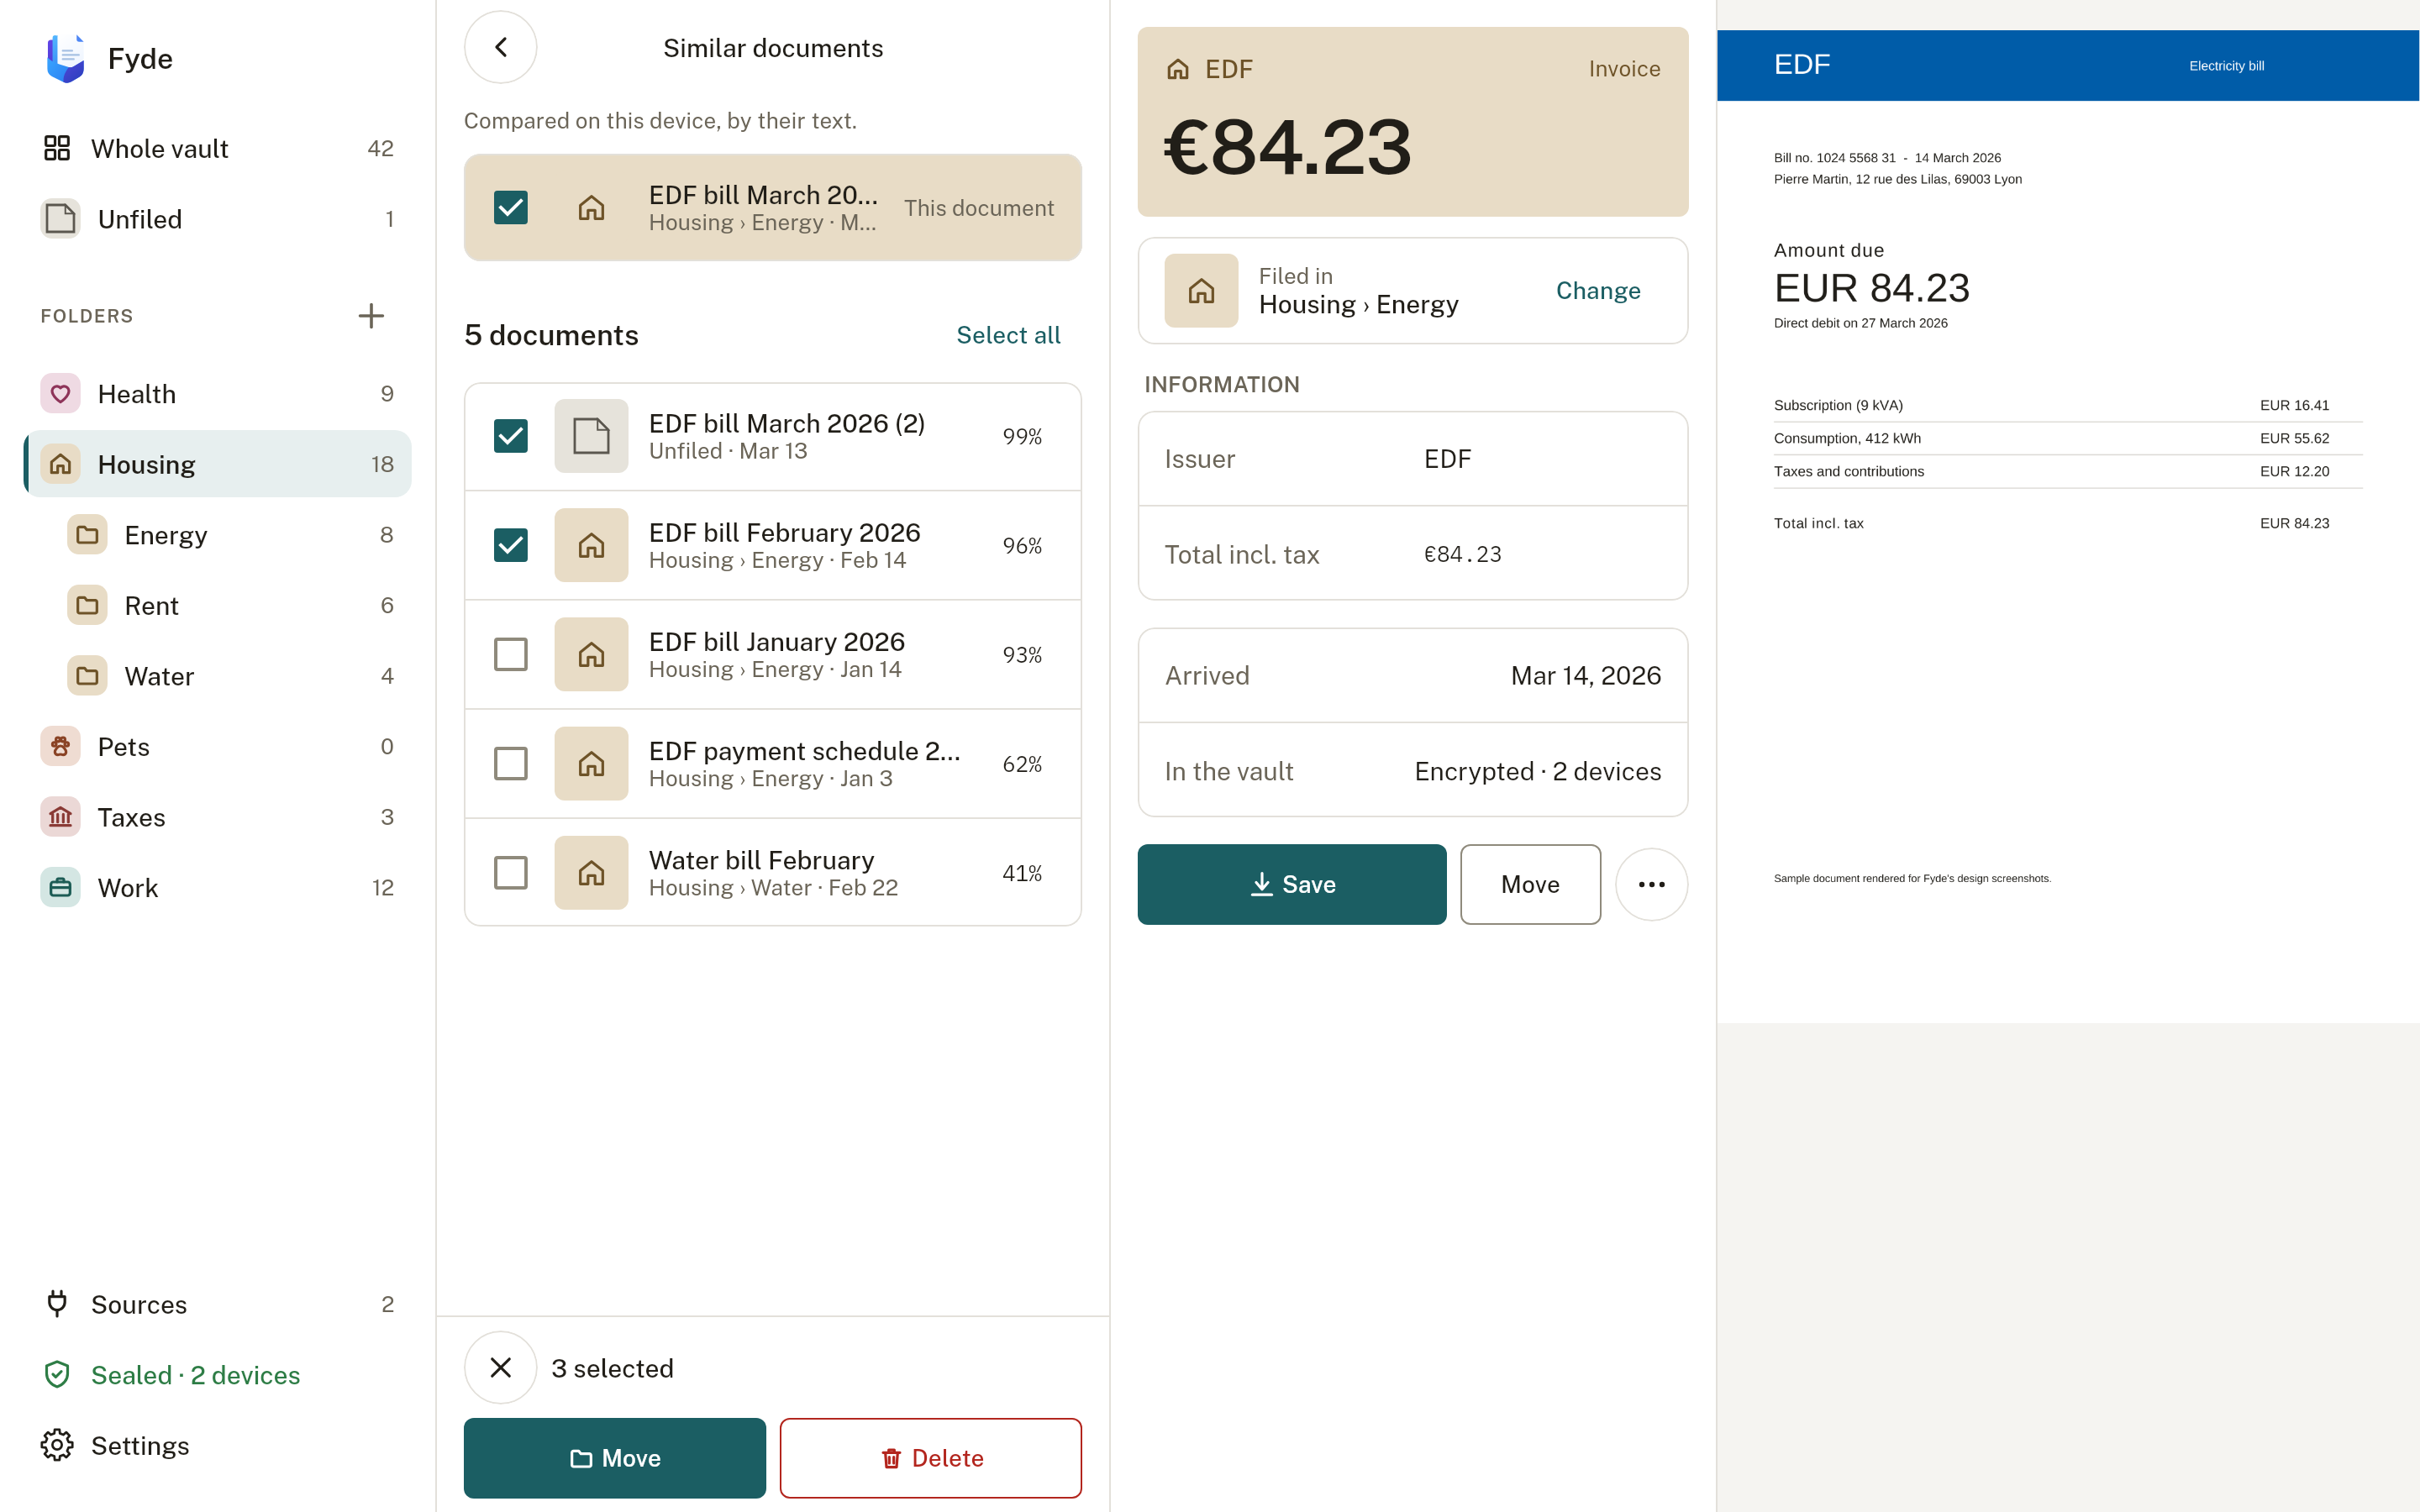 Fyde
Whole vault 42
Unfiled 1
FOLDERS
Health 9
Housing 18
Energy 8
Rent 6
Water 4
Pets 0
Taxes 3
Work 12
Sources 2
Sealed · 2 devices
Settings
Similar documents
Compared on this device, by their text.
EDF bill March 20...
Housing › Energy · M...
This document
5 documents
Select all
EDF bill March 2026 (2)
Unfiled · Mar 13
99%
EDF bill February 2026
Housing › Energy · Feb 14
96%
EDF bill January 2026
Housing › Energy · Jan 14
93%
EDF payment schedule 2...
Housing › Energy · Jan 3
62%
Water bill February
Housing › Water · Feb 22
41%
3 selected
Move
Delete
EDF
Invoice
€84.23
Filed in
Housing › Energy
Change
INFORMATION
Issuer EDF
Total incl. tax €84.23
Arrived Mar 14, 2026
In the vault Encrypted · 2 devices
Save
Move
EDF
Electricity bill
Bill no. 1024 5568 31 - 14 March 2026
Pierre Martin, 12 rue des Lilas, 69003 Lyon
Amount due
EUR 84.23
Direct debit on 27 March 2026
Subscription (9 kVA) EUR 16.41
Consumption, 412 kWh EUR 55.62
Taxes and contributions EUR 12.20
Total incl. tax EUR 84.23
Sample document rendered for Fyde's design screenshots.